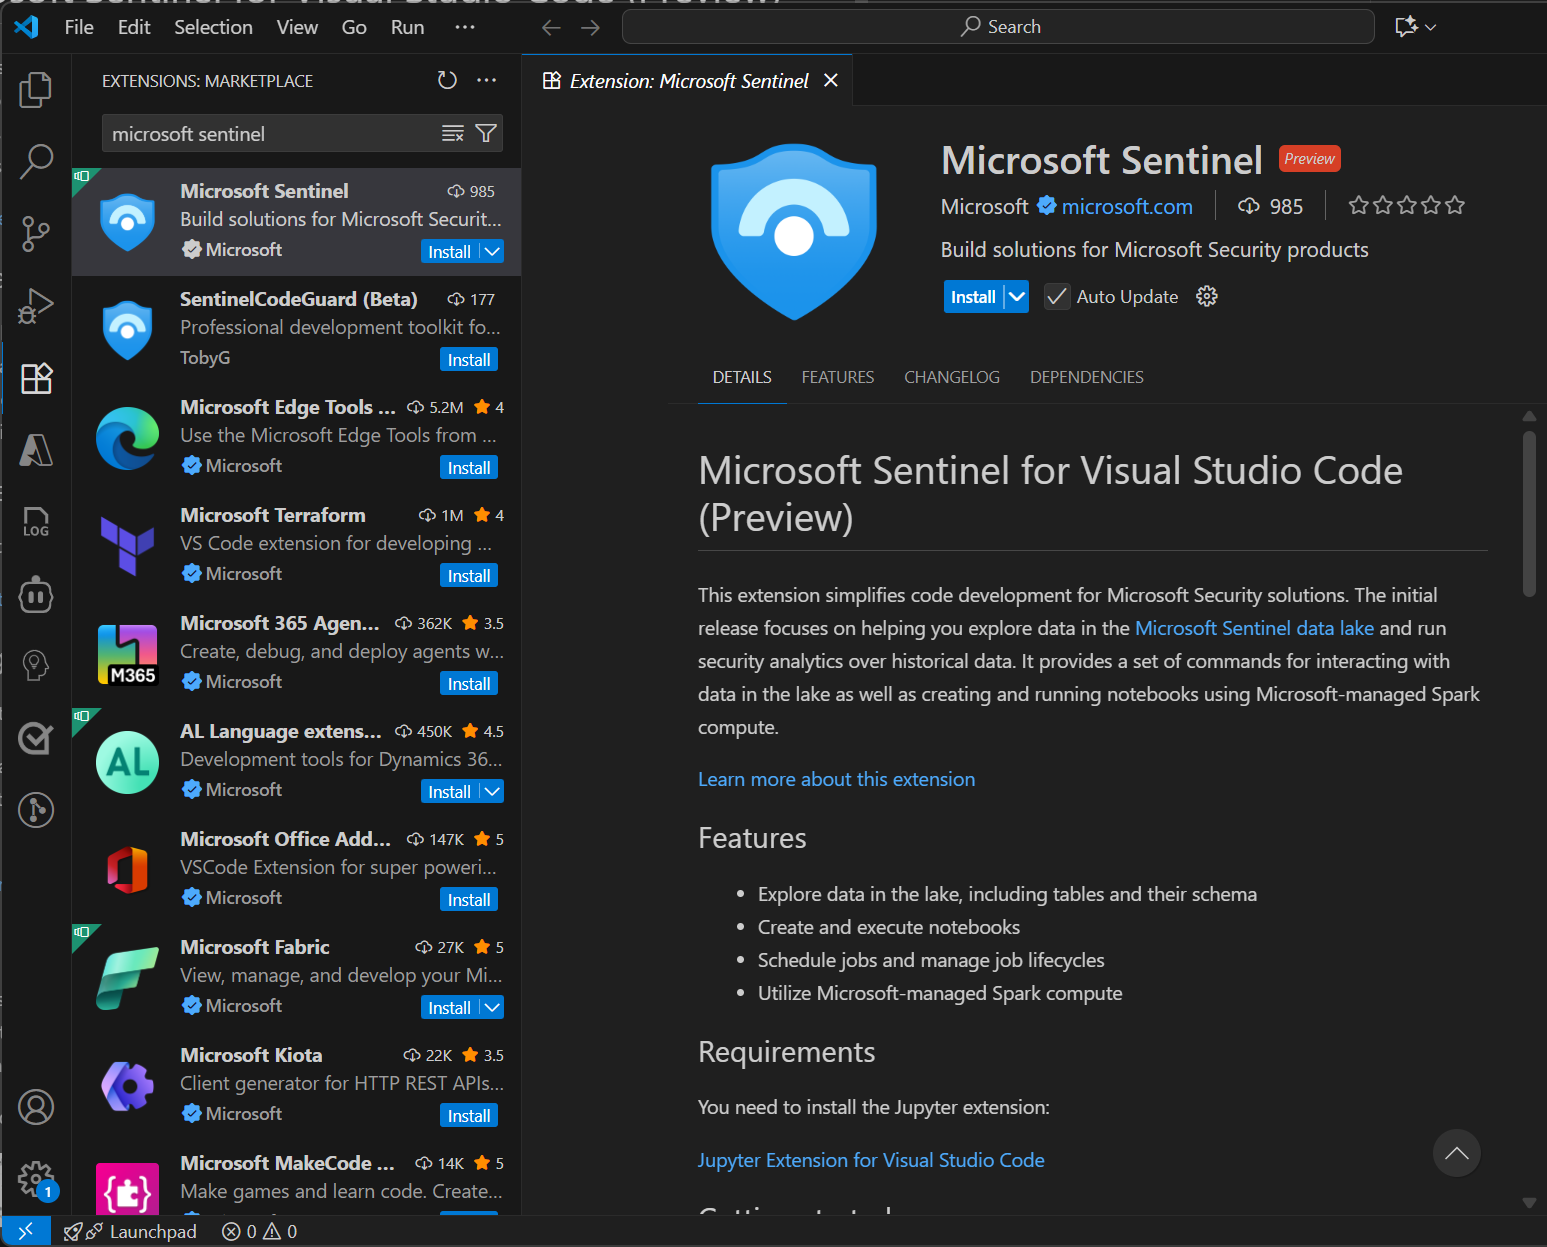 File Edit Selection View Go Run ···
Search
EXTENSIONS: MARKETPLACE
microsoft sentinel
Microsoft Sentinel 985
Build solutions for Microsoft Securit...
Microsoft Install
SentinelCodeGuard (Beta) 177
Professional development toolkit fo...
TobyG Install
Microsoft Edge Tools ... 5.2M 4
Use the Microsoft Edge Tools from ...
Microsoft Install
Microsoft Terraform 1M 4
VS Code extension for developing ...
Microsoft Install
Microsoft 365 Agen... 362K 3.5
Create, debug, and deploy agents w...
M365
Microsoft Install
AL Language extens... 450K 4.5
AL
Development tools for Dynamics 36...
Microsoft Install
Microsoft Office Add... 147K 5
VSCode Extension for super poweri...
Microsoft Install
Microsoft Fabric 27K 5
View, manage, and develop your Mi...
Microsoft Install
Microsoft Kiota 22K 3.5
Client generator for HTTP REST APIs...
Microsoft Install
Microsoft MakeCode ... 14K 5
Make games and learn code. Create...
LOG
1
Launchpad 0 0
Extension: Microsoft Sentinel
Microsoft Sentinel Preview
Microsoft microsoft.com 985
Build solutions for Microsoft Security products
Install Auto Update
DETAILS FEATURES CHANGELOG DEPENDENCIES
Microsoft Sentinel for Visual Studio Code
(Preview)
This extension simplifies code development for Microsoft Security solutions. The initial
release focuses on helping you explore data in the Microsoft Sentinel data lake and run
security analytics over historical data. It provides a set of commands for interacting with
data in the lake as well as creating and running notebooks using Microsoft-managed Spark
compute.
Learn more about this extension
Features
• Explore data in the lake, including tables and their schema
• Create and execute notebooks
• Schedule jobs and manage job lifecycles
• Utilize Microsoft-managed Spark compute
Requirements
You need to install the Jupyter extension:
Jupyter Extension for Visual Studio Code